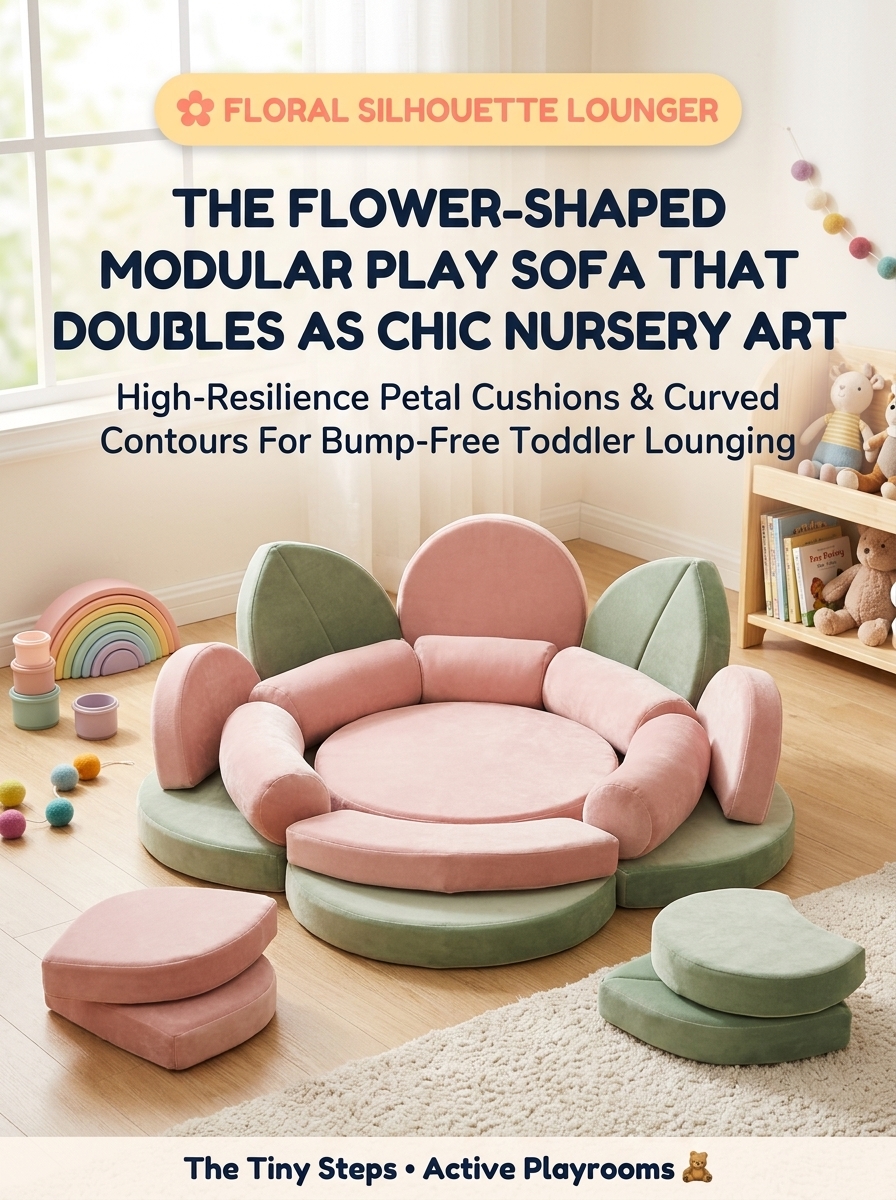 🌸 FLORAL SILHOUETTE LOUNGER
THE FLOWER-SHAPED
MODULAR PLAY SOFA THAT
DOUBLES AS CHIC NURSERY ART
High-Resilience Petal Cushions & Curved
Contours For Bump-Free Toddler Lounging
The Tiny Steps • Active Playrooms 🧸